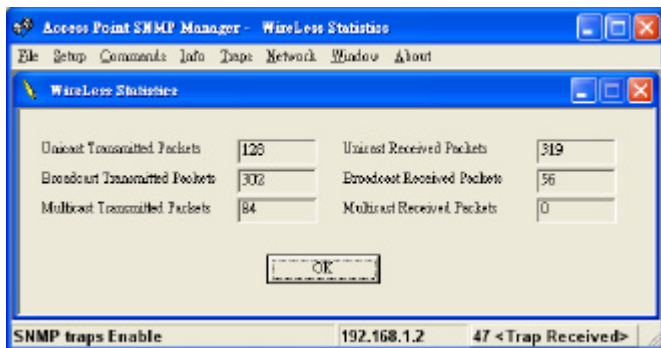 Access Point SNMP Manager - WireLess Statistics
File Setup Commands Info Traps Network Window About
WireLess Statistics
Unicast Transmitted Packets 128 Unicast Received Packets 319
Broadcast Transmitted Packets 302 Broadcast Received Packets 56
Multicast Transmitted Packets 84 Multicast Received Packets 0
OK
SNMP traps Enable 192.168.1.2 47 <Trap Received>